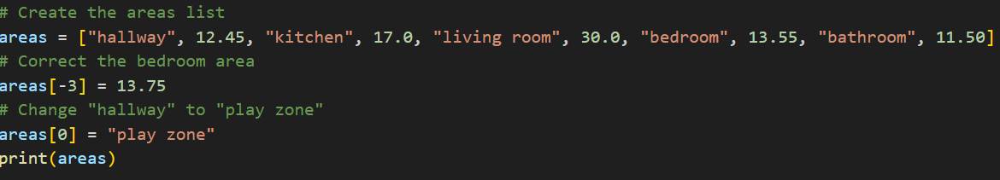 # Create the areas list
areas = ["hallway", 12.45, "kitchen", 17.0, "living room", 30.0, "bedroom", 13.55, "bathroom", 11.50]
# Correct the bedroom area
areas[-3] = 13.75
# Change "hallway" to "play zone"
areas[0] = "play zone"
print(areas)